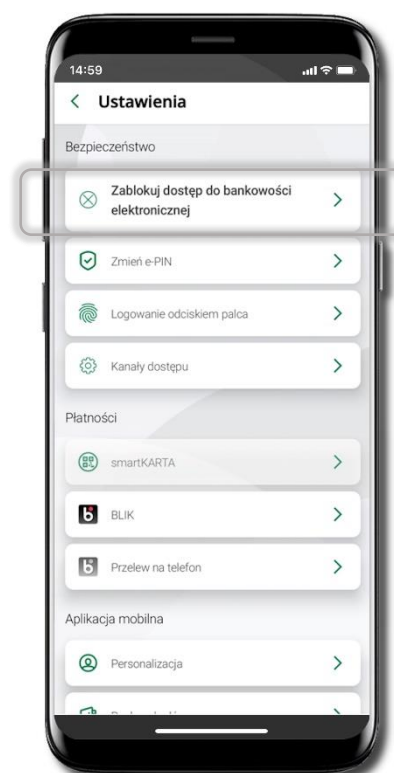 14:59
Ustawienia
Bezpieczeństwo
Zablokuj dostęp do bankowości
elektronicznej
Zmień e-PIN
Logowanie odciskiem palca
Kanały dostępu
Płatności
smartKARTA
BLIK
Przelew na telefon
Aplikacja mobilna
Personalizacja